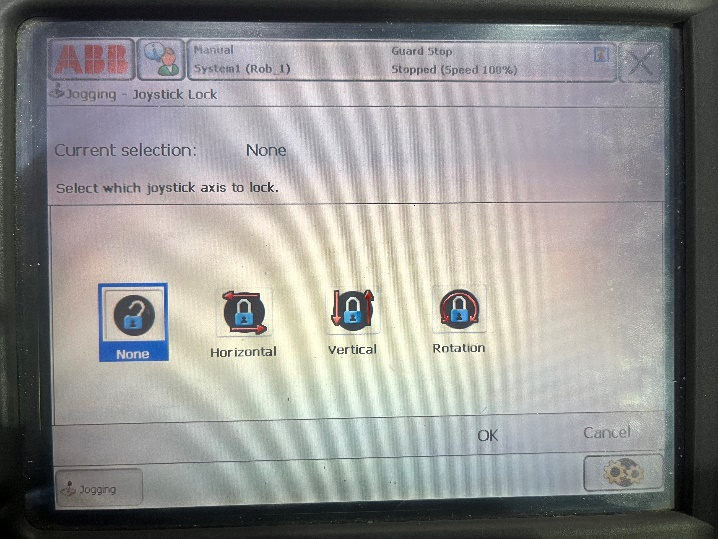 ABB
Manual Guard Stop
System1 (Rob_1) Stopped (Speed 100%)
Jogging - Joystick Lock
Current selection: None
Select which joystick axis to lock.
None Horizontal Vertical Rotation
OK Cancel
Jogging